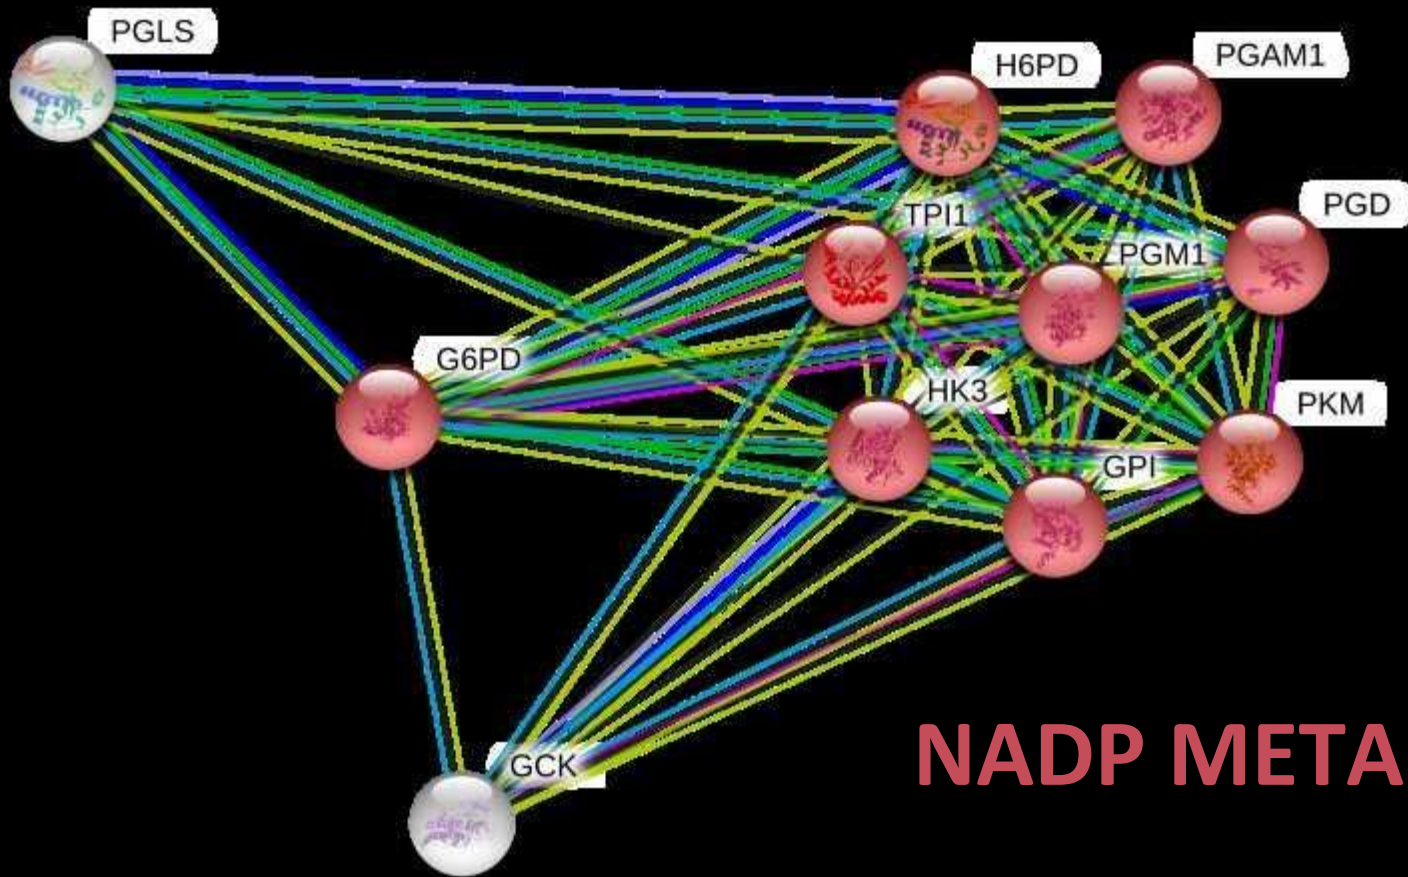 PGLS
H6PD
PGAM1
PGD
TPI1
PGM1
G6PD
HK3
PKM
GPI
NADP META
GCK